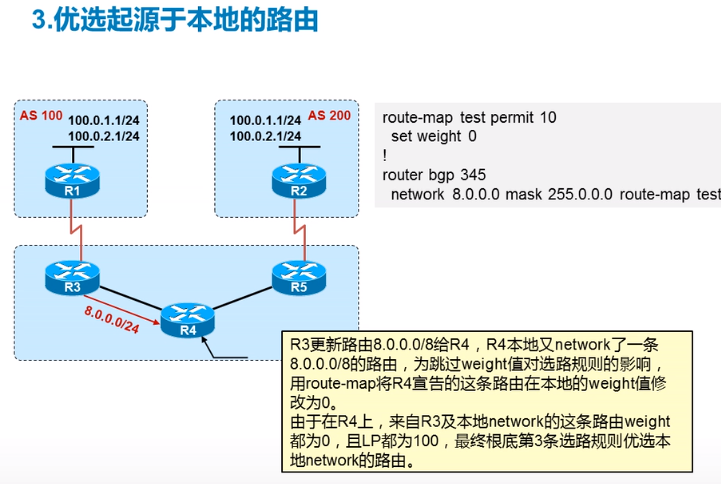 3.优选起源于本地的路由
AS 100
100.0.1.1/24
100.0.2.1/24
R1
100.0.1.1/24
AS 200
100.0.2.1/24
R2
route-map test permit 10
set weight 0
!
router bgp 345
network 8.0.0.0 mask 255.0.0.0 route-map test
R3
R5
8.0.0.0/24
R4
R3更新路由8.0.0.0/8给R4，R4本地又network了一条
8.0.0.0/8的路由，为跳过weight值对选路规则的影响，
用route-map将R4宣告的这条路由在本地的weight值修
改为0。
由于在R4上，来自R3及本地network的这条路由weight
都为0，且LP都为100，最终根底第3条选路规则优选本
地network的路由。